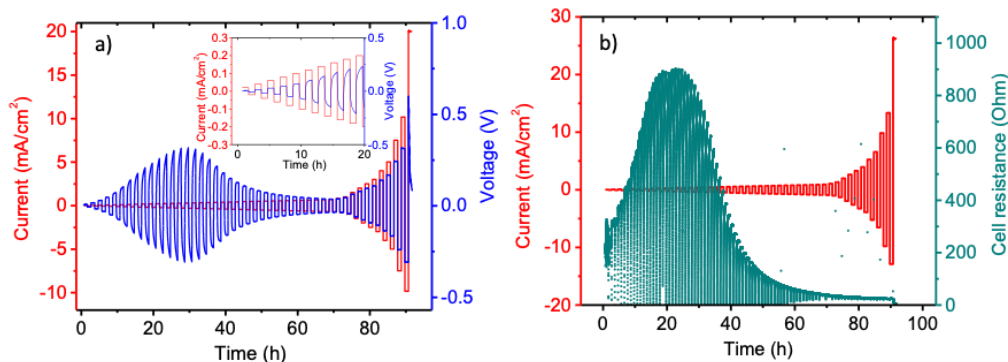 a)
Current (mA/cm²)
20
15
10
5
0
-5
-10
0 20 40 60 80
Time (h)
1.0
0.5
0.0
-0.5
Voltage (V)
Current (mA/cm²)
0.3
0.2
0.1
0.0
-0.1
-0.2
-0.3
0 5 10 15 20
Time (h)
0.5
0.0
-0.5
Voltage (V)
b)
Current (mA/cm²)
30
20
10
0
-10
-20
0 20 40 60 80 100
Time (h)
1000
800
600
400
200
0
Cell resistance (Ohm)